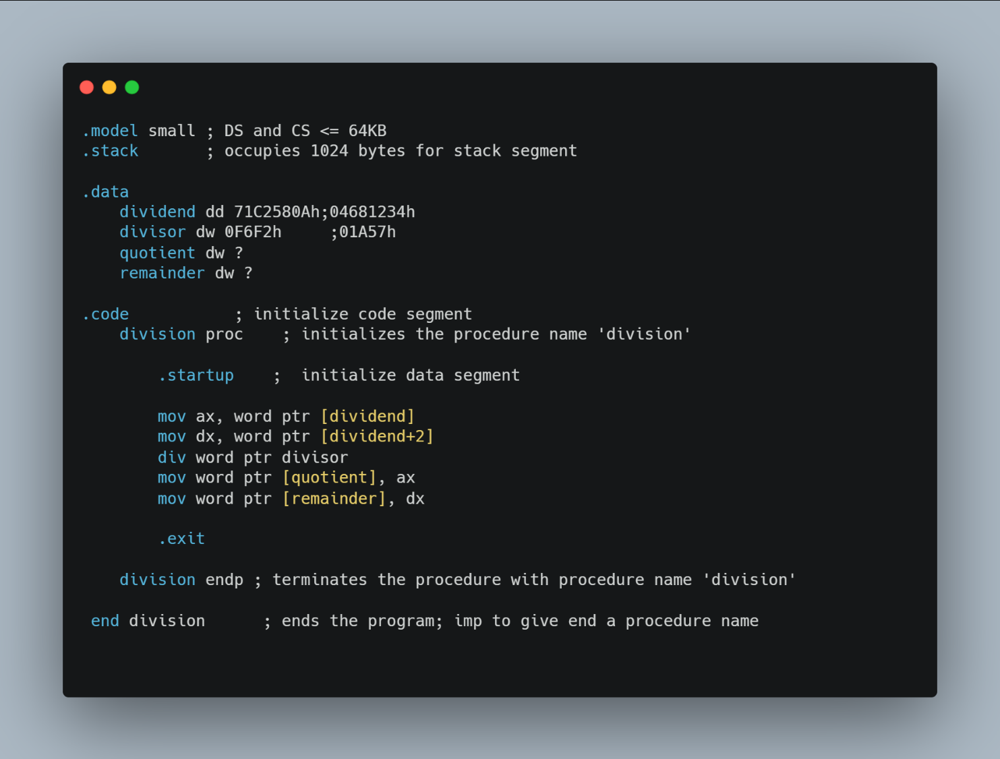 .model small ; DS and CS <= 64KB
.stack       ; occupies 1024 bytes for stack segment
.data
    dividend dd 71C2580Ah;04681234h
    divisor dw 0F6F2h     ;01A57h
    quotient dw ?
    remainder dw ?
.code           ; initialize code segment
    division proc    ; initializes the procedure name 'division'
        .startup    ;  initialize data segment
        mov ax, word ptr [dividend]
        mov dx, word ptr [dividend+2]
        div word ptr divisor
        mov word ptr [quotient], ax
        mov word ptr [remainder], dx
        .exit
    division endp ; terminates the procedure with procedure name 'division'
 end division      ; ends the program; imp to give end a procedure name